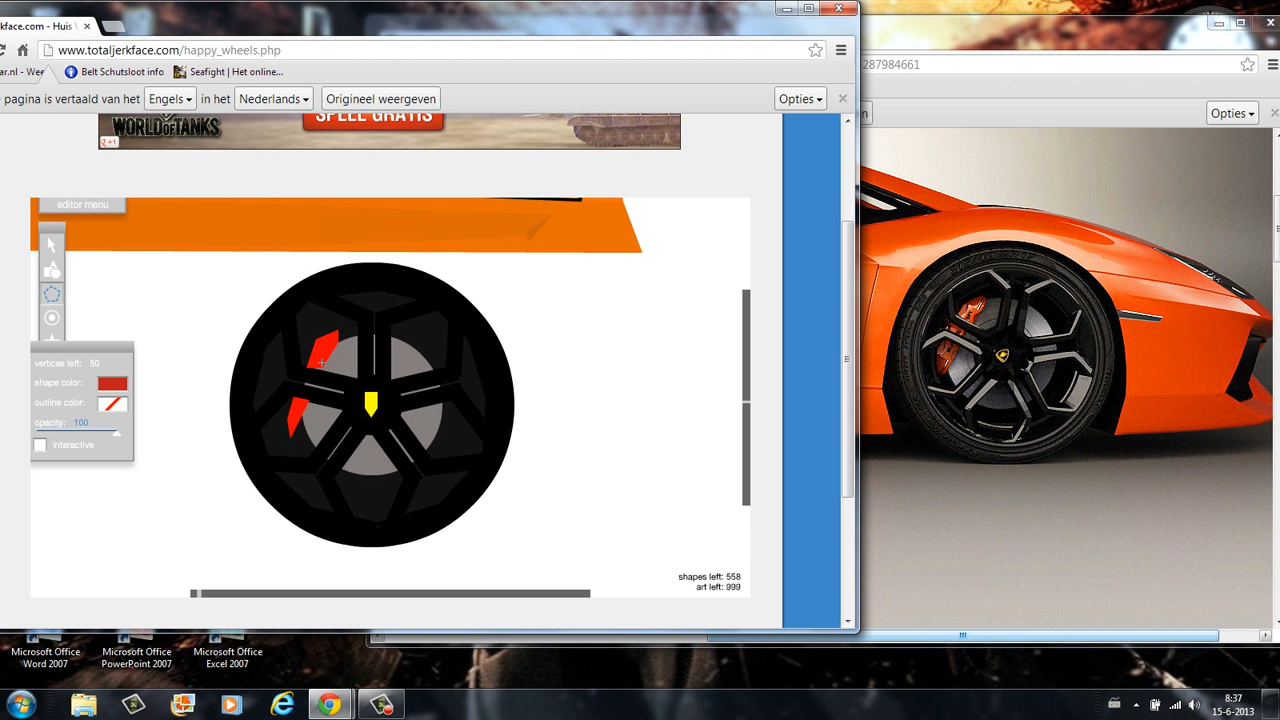 rkface.com - Huis
www.totaljerkface.com/happy_wheels.php
287984661
ar.nl - Wer
Belt Schutsloot info
Seafight | Het online...
pagina is vertaald van het
Engels
in het
Nederlands
Origineel weergeven
Opties
Opties
WORLD OF TANKS
SPEEL GRATIS
+1
editor menu
vertices left: 50
shape color:
outline color:
opacity: 100
interactive
shapes left: 558
art left: 999
Microsoft Office
Word 2007
Microsoft Office
PowerPoint 2007
Microsoft Office
Excel 2007
8:37
15-6-2013